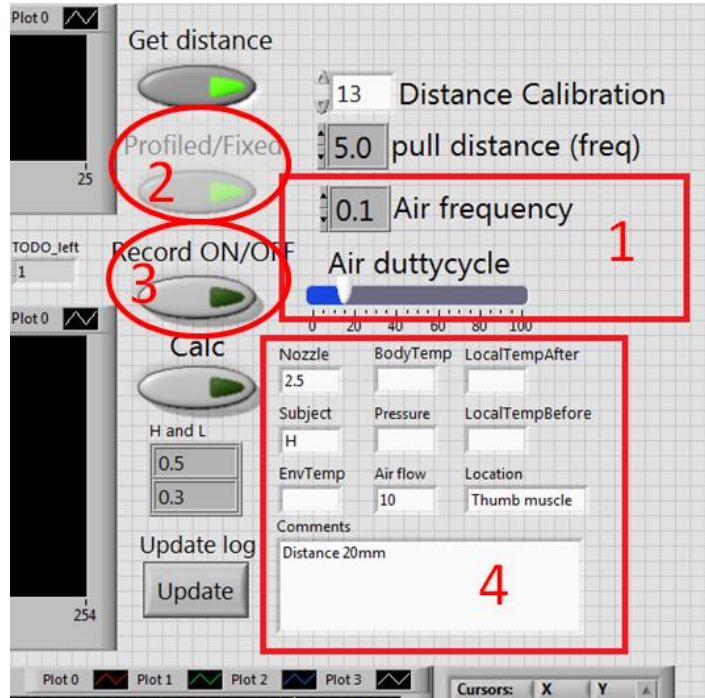 Plot 0
Get distance
13 Distance Calibration
Profiled/Fixed
2
5.0 pull distance (freq)
25
0.1 Air frequency
1
TODO_left
1
Record ON/OFF
3
Air duttycycle
0 20 40 60 80 100
Plot 0
Calc
Nozzle BodyTemp LocalTempAfter
2.5
Subject Pressure LocalTempBefore
H
H and L
0.5
0.3
EnvTemp Air flow Location
10 Thumb muscle
Comments
Distance 20mm
4
Update log
Update
254
Plot 0 Plot 1 Plot 2 Plot 3
Cursors: X Y